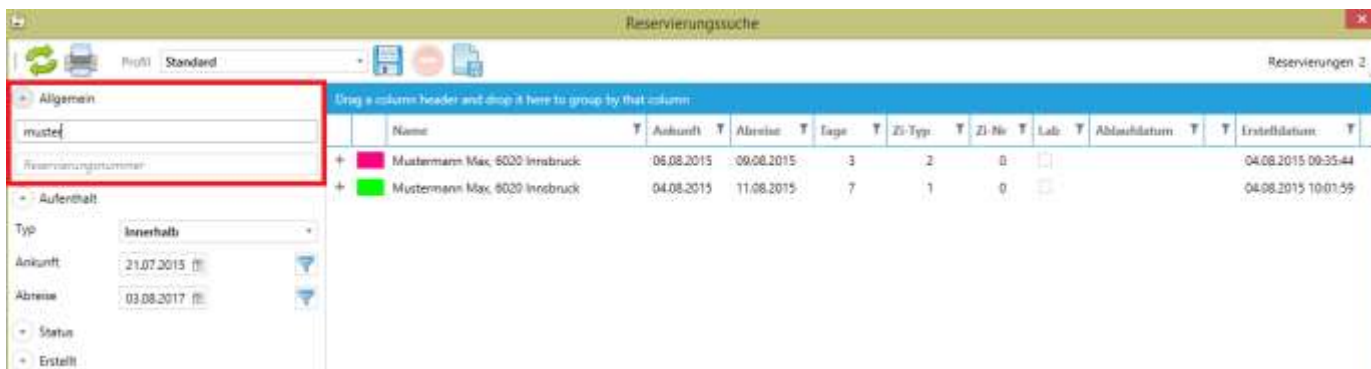 Reservierungssuche
Profil Standard
Reservierungen 2
Allgemein
muster
Reservierungsnummer
Aufenthalt
Typ Innerhalb
Ankunft 21.07.2015
Abreise 03.08.2017
Status
Erstellt
Drag a column header and drop it here to group by that column
Name Ankunft Abreise Tage Zi-Typ Zi-Nr Lab Ablaufdatum Erstelldatum
+ Mustermann Max, 6020 Innsbruck 06.08.2015 09.08.2015 3 2 0 04.08.2015 09:35:44
+ Mustermann Max, 6020 Innsbruck 04.08.2015 11.08.2015 7 1 0 04.08.2015 10:01:59